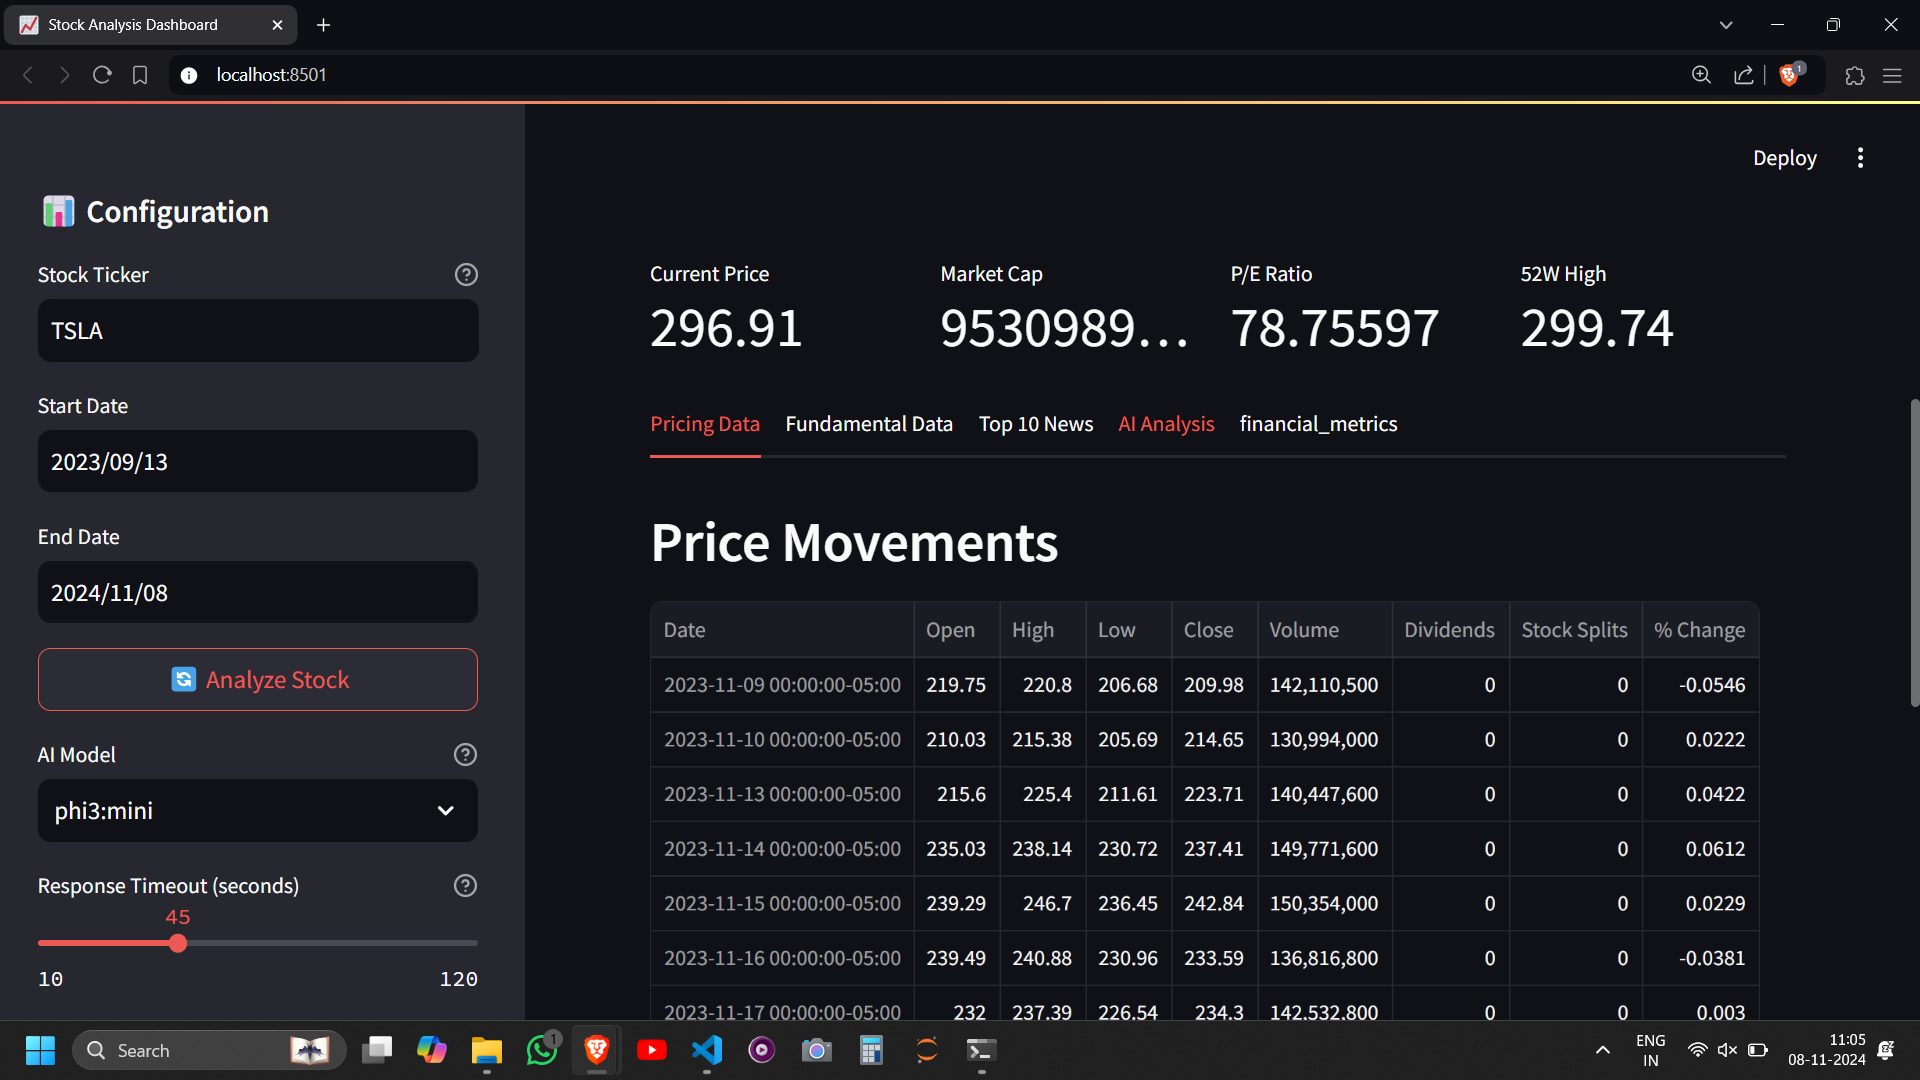 Stock Analysis Dashboard
localhost:8501
1
Deploy
Configuration
Stock Ticker
TSLA
Start Date
2023/09/13
End Date
2024/11/08
Analyze Stock
AI Model
phi3:mini
Response Timeout (seconds)
45
10 120
Current Price Market Cap P/E Ratio 52W High
296.91 9530989... 78.75597 299.74
Pricing Data Fundamental Data Top 10 News AI Analysis financial_metrics
Price Movements
Date Open High Low Close Volume Dividends Stock Splits % Change
2023-11-09 00:00:00-05:00 219.75 220.8 206.68 209.98 142,110,500 0 0 -0.0546
2023-11-10 00:00:00-05:00 210.03 215.38 205.69 214.65 130,994,000 0 0 0.0222
2023-11-13 00:00:00-05:00 215.6 225.4 211.61 223.71 140,447,600 0 0 0.0422
2023-11-14 00:00:00-05:00 235.03 238.14 230.72 237.41 149,771,600 0 0 0.0612
2023-11-15 00:00:00-05:00 239.29 246.7 236.45 242.84 150,354,000 0 0 0.0229
2023-11-16 00:00:00-05:00 239.49 240.88 230.96 233.59 136,816,800 0 0 -0.0381
2023-11-17 00:00:00-05:00 232 237.39 226.54 234.3 142,532,800 0 0 0.003
Search
1
ENG
IN
11:05
08-11-2024